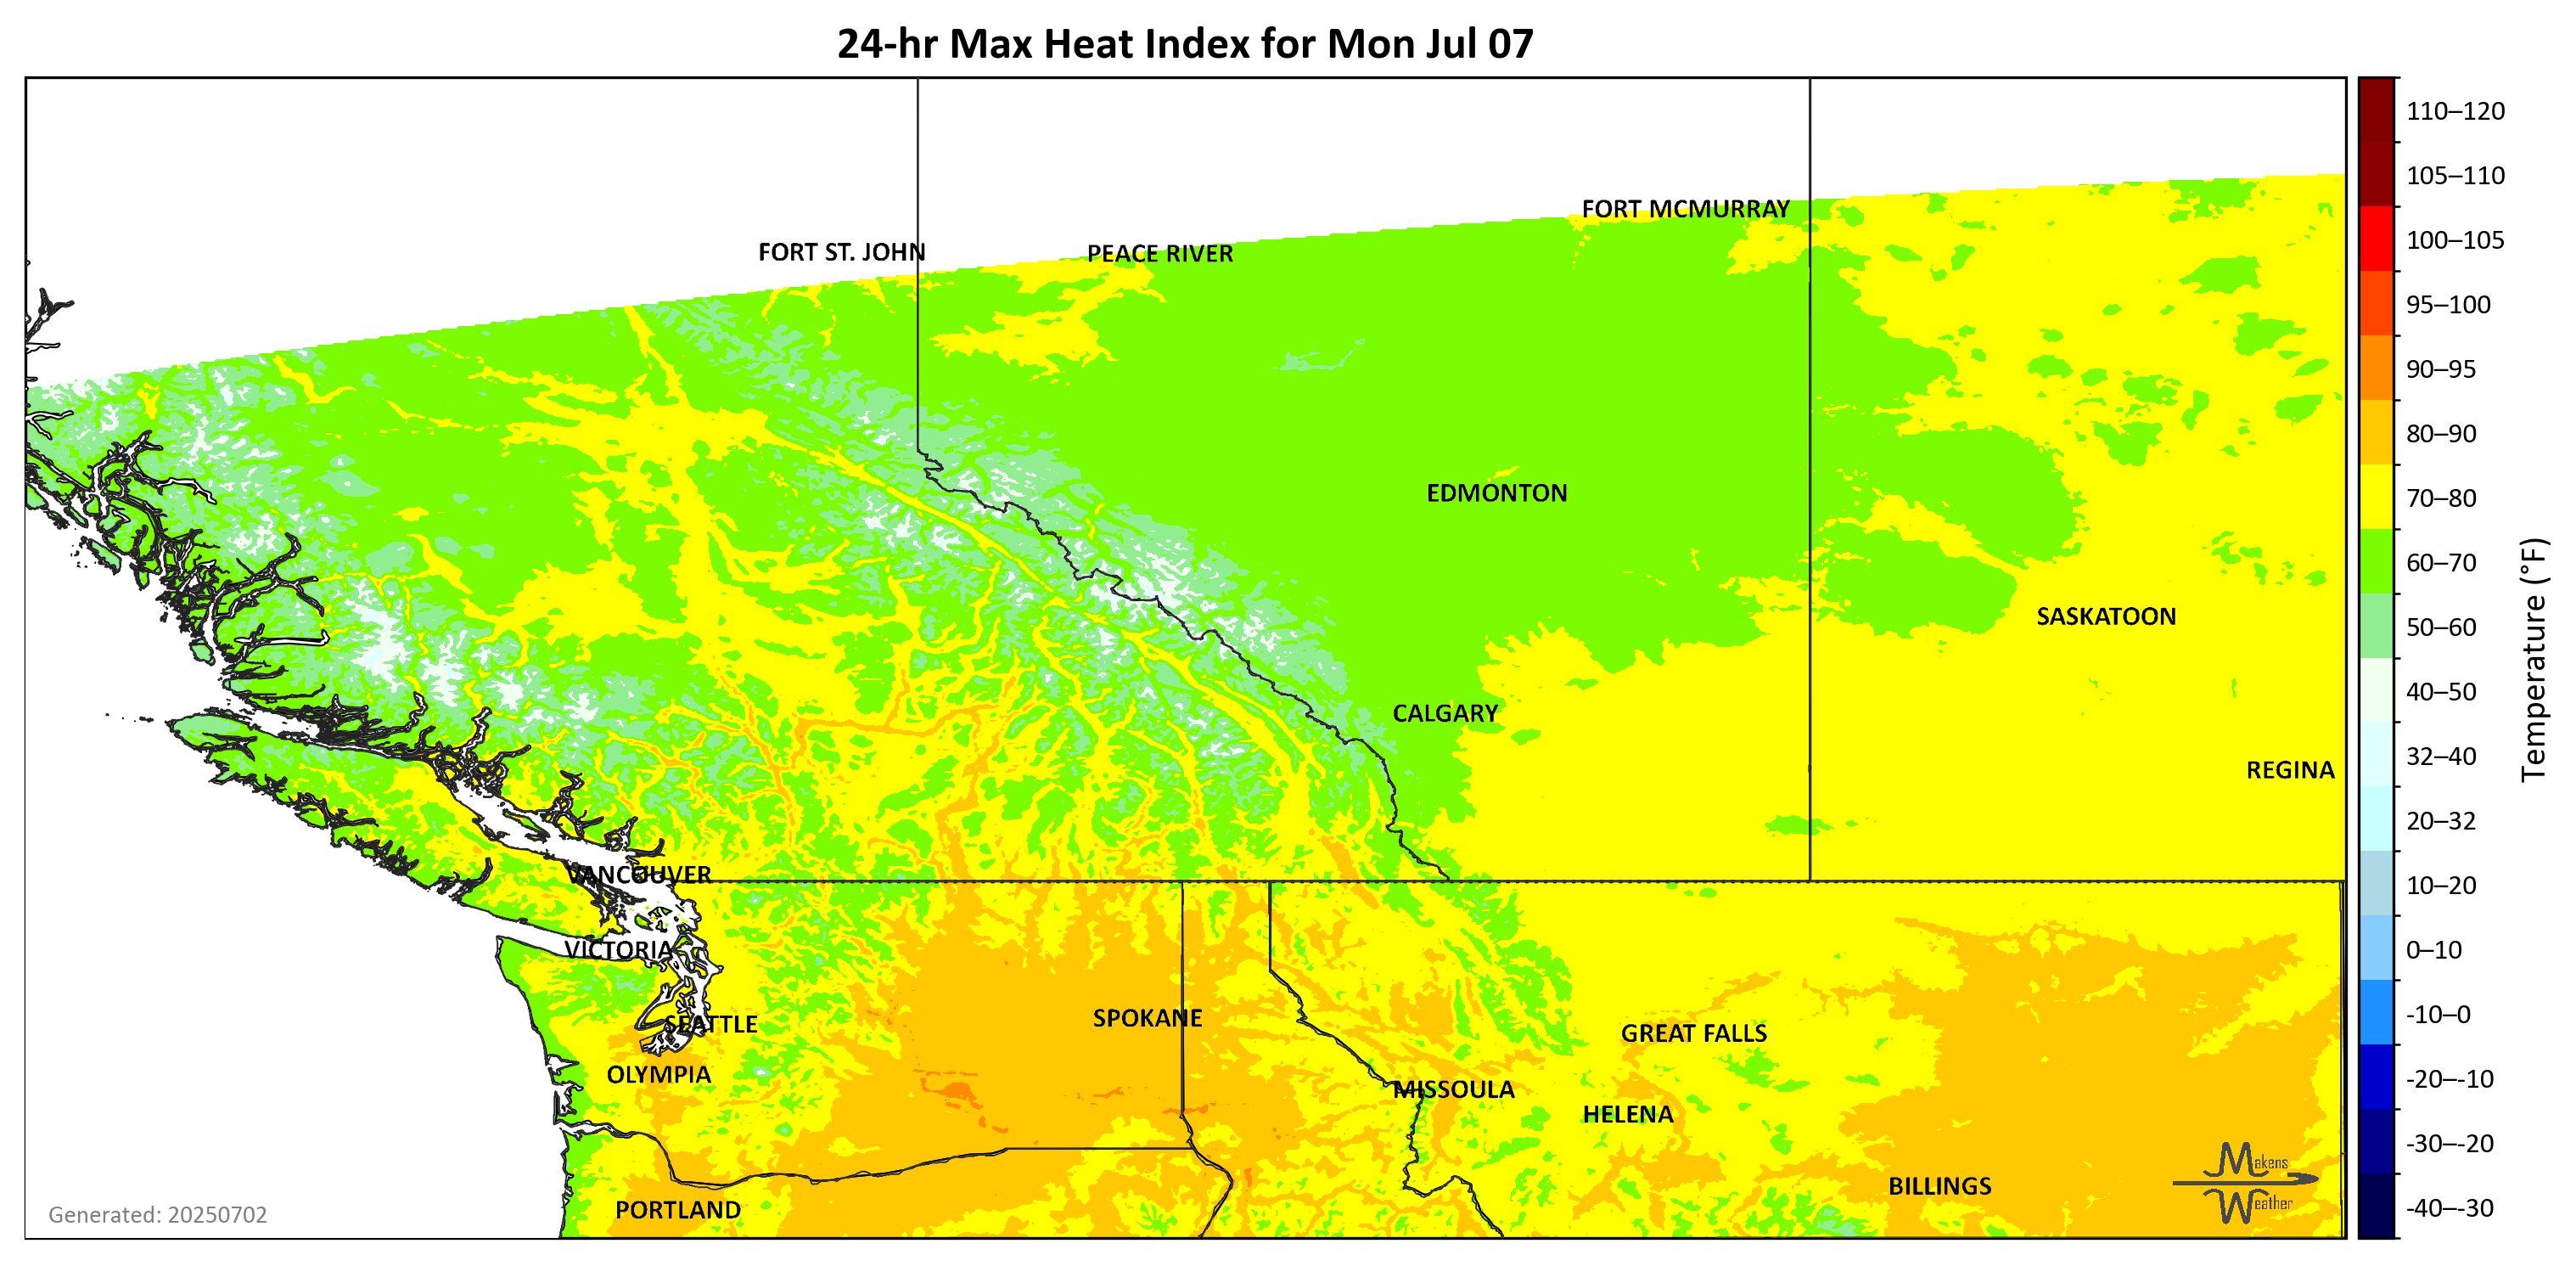 24-hr Max Heat Index for Mon Jul 07
FORT MCMURRAY
FORT ST. JOHN
PEACE RIVER
EDMONTON
SASKATOON
CALGARY
REGINA
VANCOUVER
VICTORIA
SEATTLE
SPOKANE
GREAT FALLS
OLYMPIA
MISSOULA
HELENA
BILLINGS
PORTLAND
Makens
Weather
Generated: 20250702
110–120
105–110
100–105
95–100
90–95
80–90
70–80
60–70
50–60
40–50
32–40
20–32
10–20
0–10
-10–0
-20–-10
-30–-20
-40–-30
Temperature (°F)